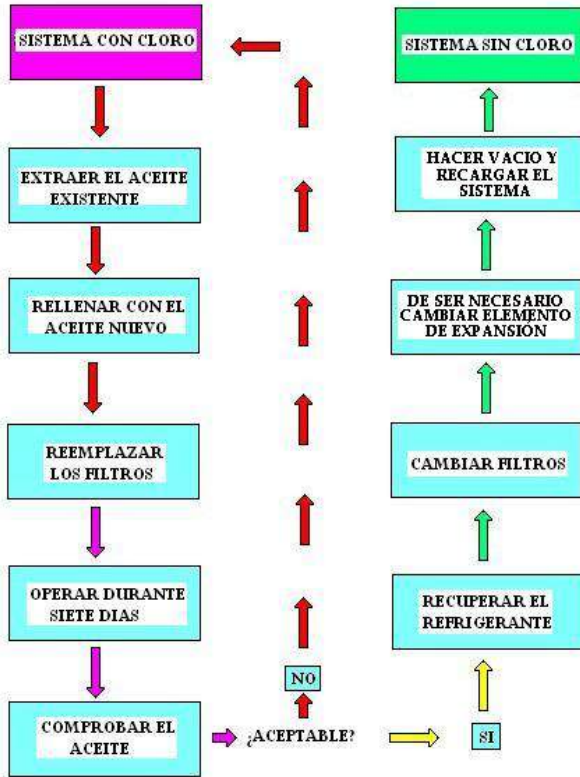 SISTEMA CON CLORO
EXTRAER EL ACEITE
EXISTENTE
RELLENAR CON EL
ACEITE NUEVO
REEMPLAZAR
LOS FILTROS
OPERAR DURANTE
SIETE DIAS
COMPROBAR EL
ACEITE
¿ACEPTABLE?
NO
SI
RECUPERAR EL
REFRIGERANTE
CAMBIAR FILTROS
DE SER NECESARIO
CAMBIAR ELEMENTO
DE EXPANSIÓN
HACER VACIO Y
RECARGAR EL
SISTEMA
SISTEMA SIN CLORO